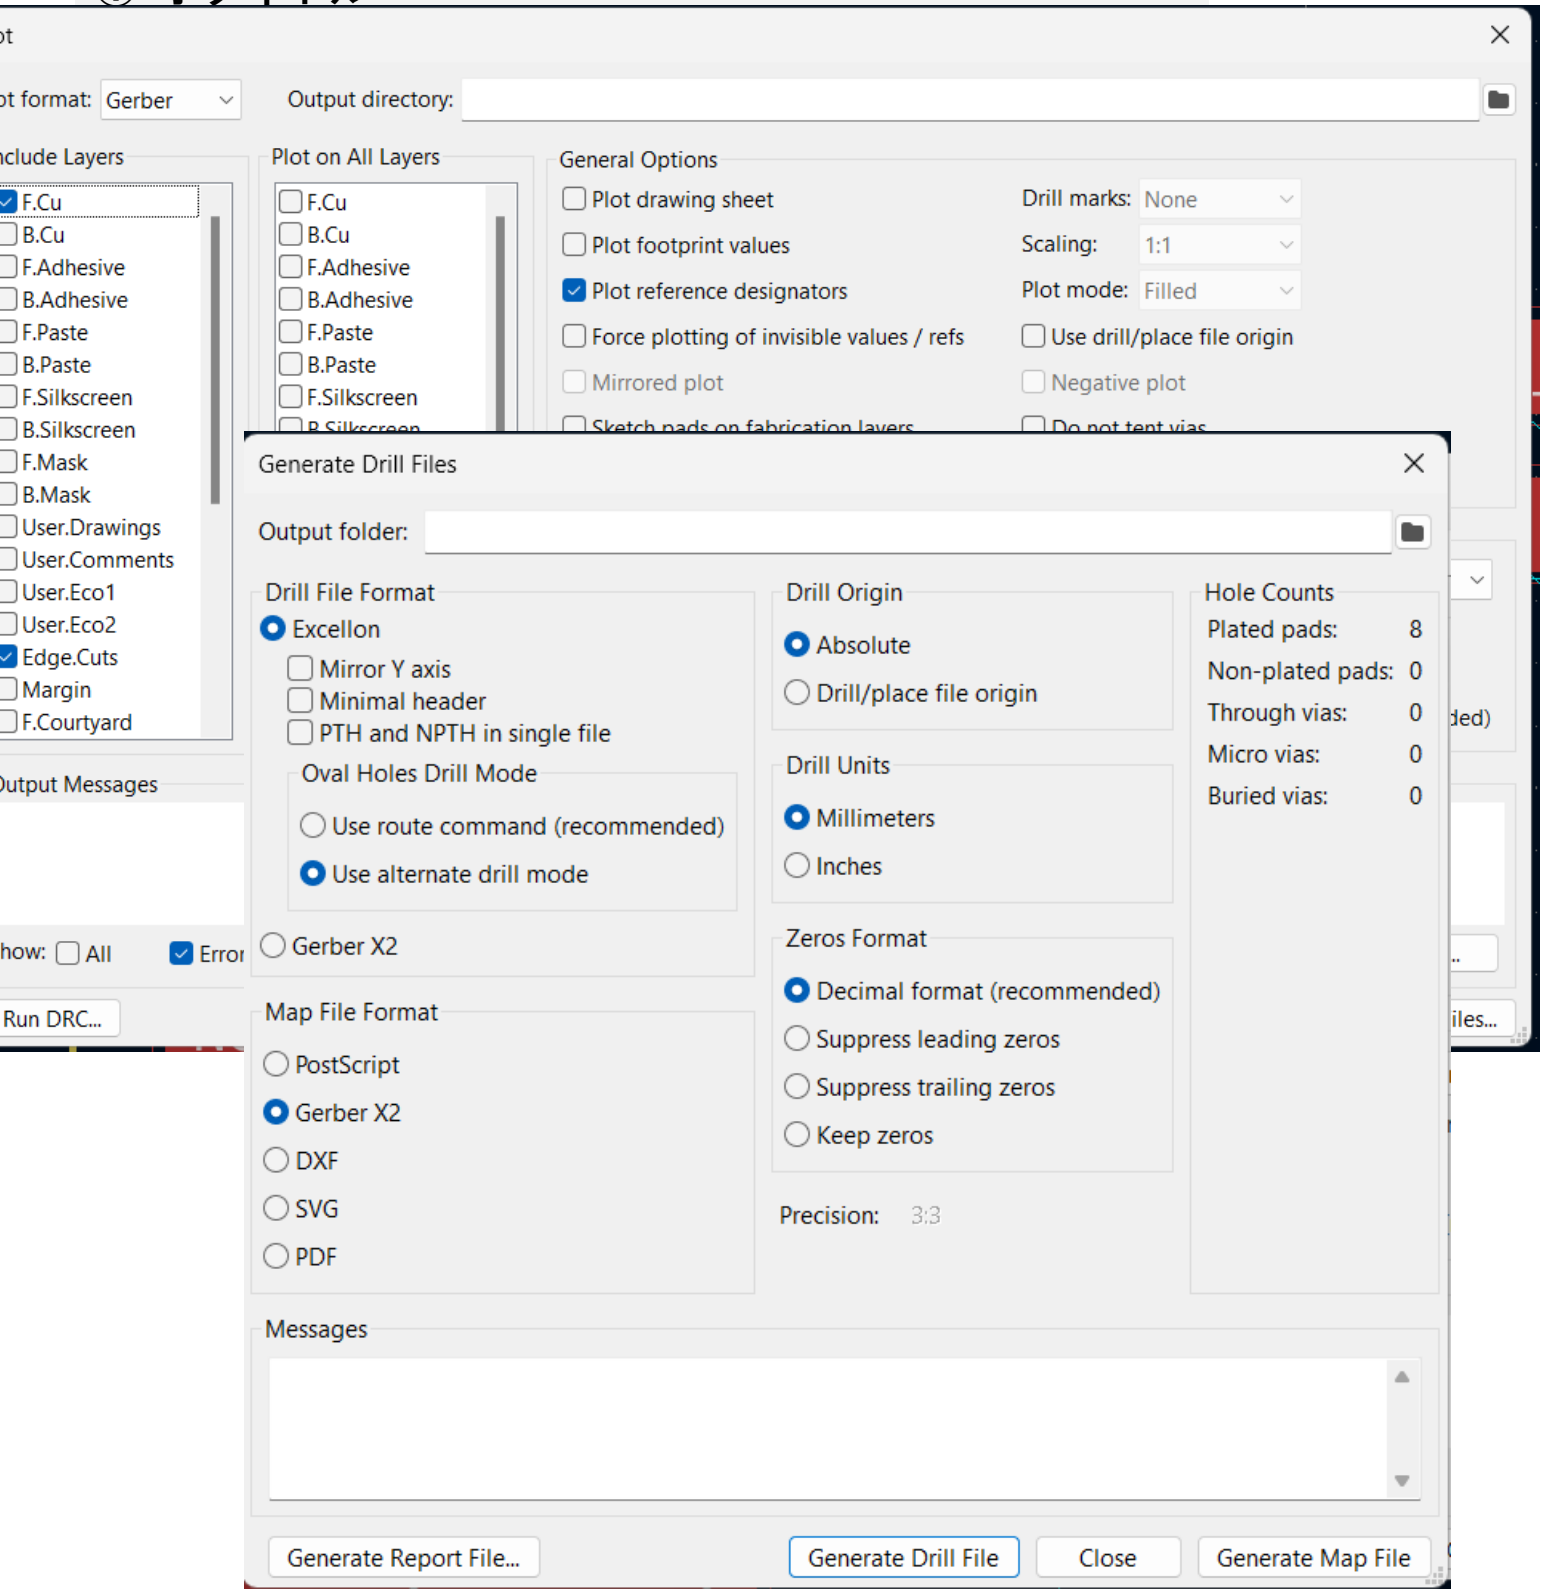 Gerber
Output directory:
Plot on All Layers
General Options
F.Cu
B.Cu
F.Adhesive
B.Adhesive
F.Paste
B.Paste
F.Silkscreen
B.Silkscreen
F.Mask
B.Mask
User.Drawings
User.Comments
User.Eco1
User.Eco2
Edge.Cuts
Margin
F.Courtyard
F.Cu
B.Cu
F.Adhesive
B.Adhesive
F.Paste
B.Paste
F.Silkscreen
B.Silkscreen
Plot drawing sheet
Plot footprint values
Plot reference designators
Force plotting of invisible values / refs
Mirrored plot
Sketch pads on fabrication layers
Drill marks: None
Scaling: 1:1
Plot mode: Filled
Use drill/place file origin
Negative plot
Do not tent vias
Output Messages
All
Run DRC...
Generate Drill Files
Output folder:
Drill File Format
Excellon
Mirror Y axis
Minimal header
PTH and NPTH in single file
Oval Holes Drill Mode
Use route command (recommended)
Use alternate drill mode
Gerber X2
Map File Format
PostScript
Gerber X2
DXF
SVG
PDF
Drill Origin
Absolute
Drill/place file origin
Drill Units
Millimeters
Inches
Zeros Format
Decimal format (recommended)
Suppress leading zeros
Suppress trailing zeros
Keep zeros
Precision: 3:3
Hole Counts
Plated pads: 8
Non-plated pads: 0
Through vias: 0
Micro vias: 0
Buried vias: 0
Messages
Generate Report File...
Generate Drill File
Close
Generate Map File